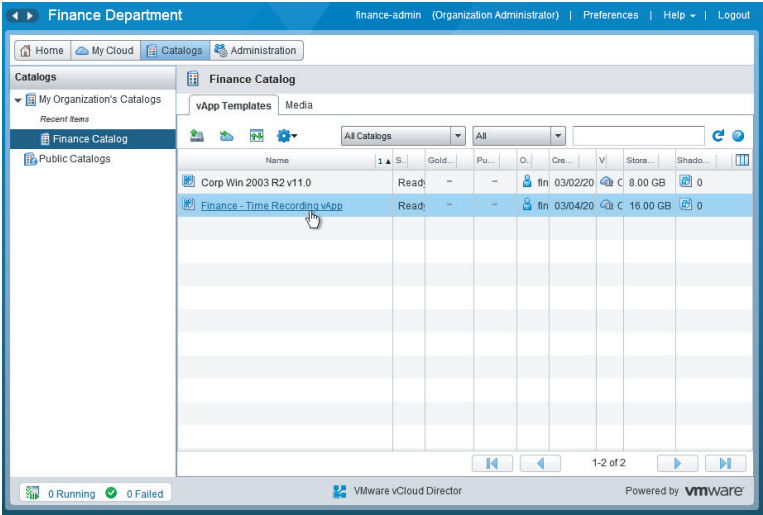 Finance Department
finance-admin (Organization Administrator) | Preferences | Help | Logout
Home My Cloud Catalogs Administration
Catalogs
My Organization's Catalogs
Recent Items
Finance Catalog
Public Catalogs
Finance Catalog
vApp Templates Media
All Catalogs All
Name 1 S.. Gold... Pu... O.. Cre... V Stora... Shado...
Corp Win 2003 R2 v11.0 Ready - - fin 03/02/20 C 8.00 GB 0
Finance - Time Recording vApp Ready - - fin 03/04/20 C 16.00 GB 0
1-2 of 2
0 Running 0 Failed VMware vCloud Director Powered by vmware